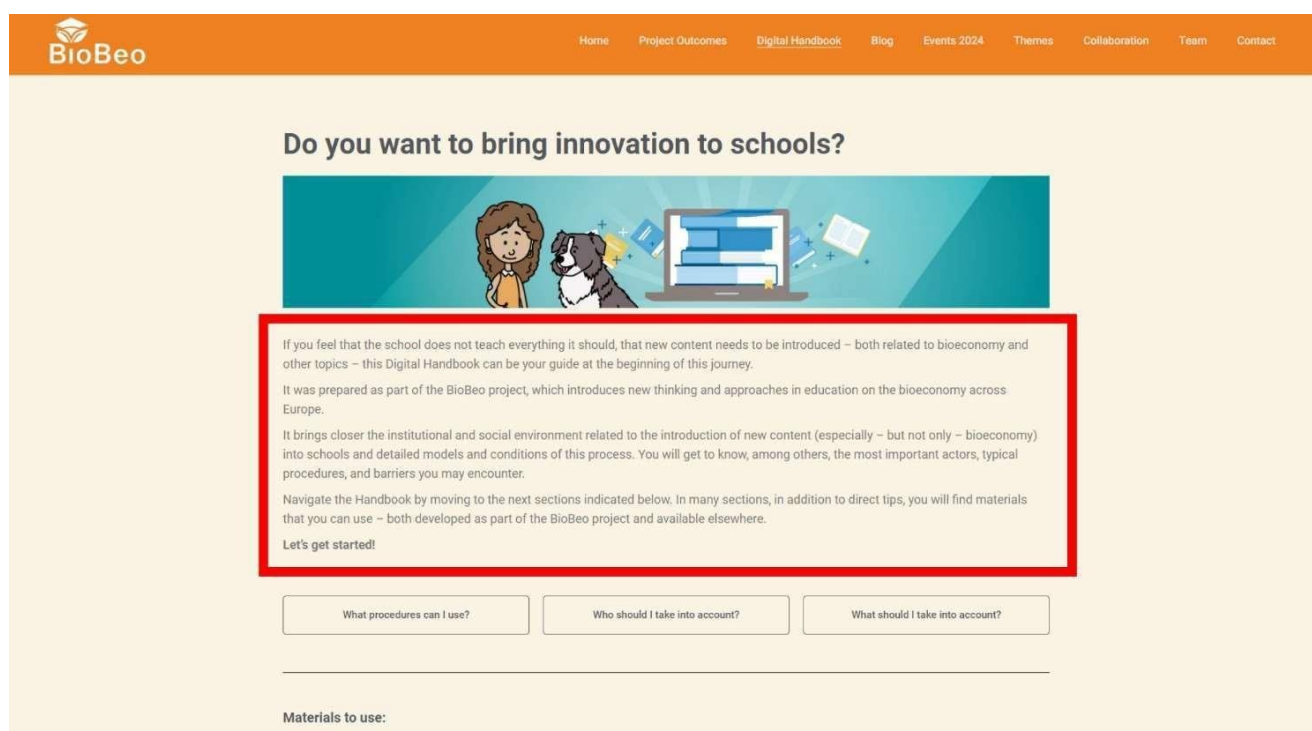 BioBeo
Home Project Outcomes Digital Handbook Blog Events 2024 Themes Collaboration Team Contact
Do you want to bring innovation to schools?
If you feel that the school does not teach everything it should, that new content needs to be introduced – both related to bioeconomy and
other topics – this Digital Handbook can be your guide at the beginning of this journey.
It was prepared as part of the BioBeo project, which introduces new thinking and approaches in education on the bioeconomy across
Europe.
It brings closer the institutional and social environment related to the introduction of new content (especially – but not only – bioeconomy)
into schools and detailed models and conditions of this process. You will get to know, among others, the most important actors, typical
procedures, and barriers you may encounter.
Navigate the Handbook by moving to the next sections indicated below. In many sections, in addition to direct tips, you will find materials
that you can use – both developed as part of the BioBeo project and available elsewhere.
Let's get started!
What procedures can I use? Who should I take into account? What should I take into account?
Materials to use: